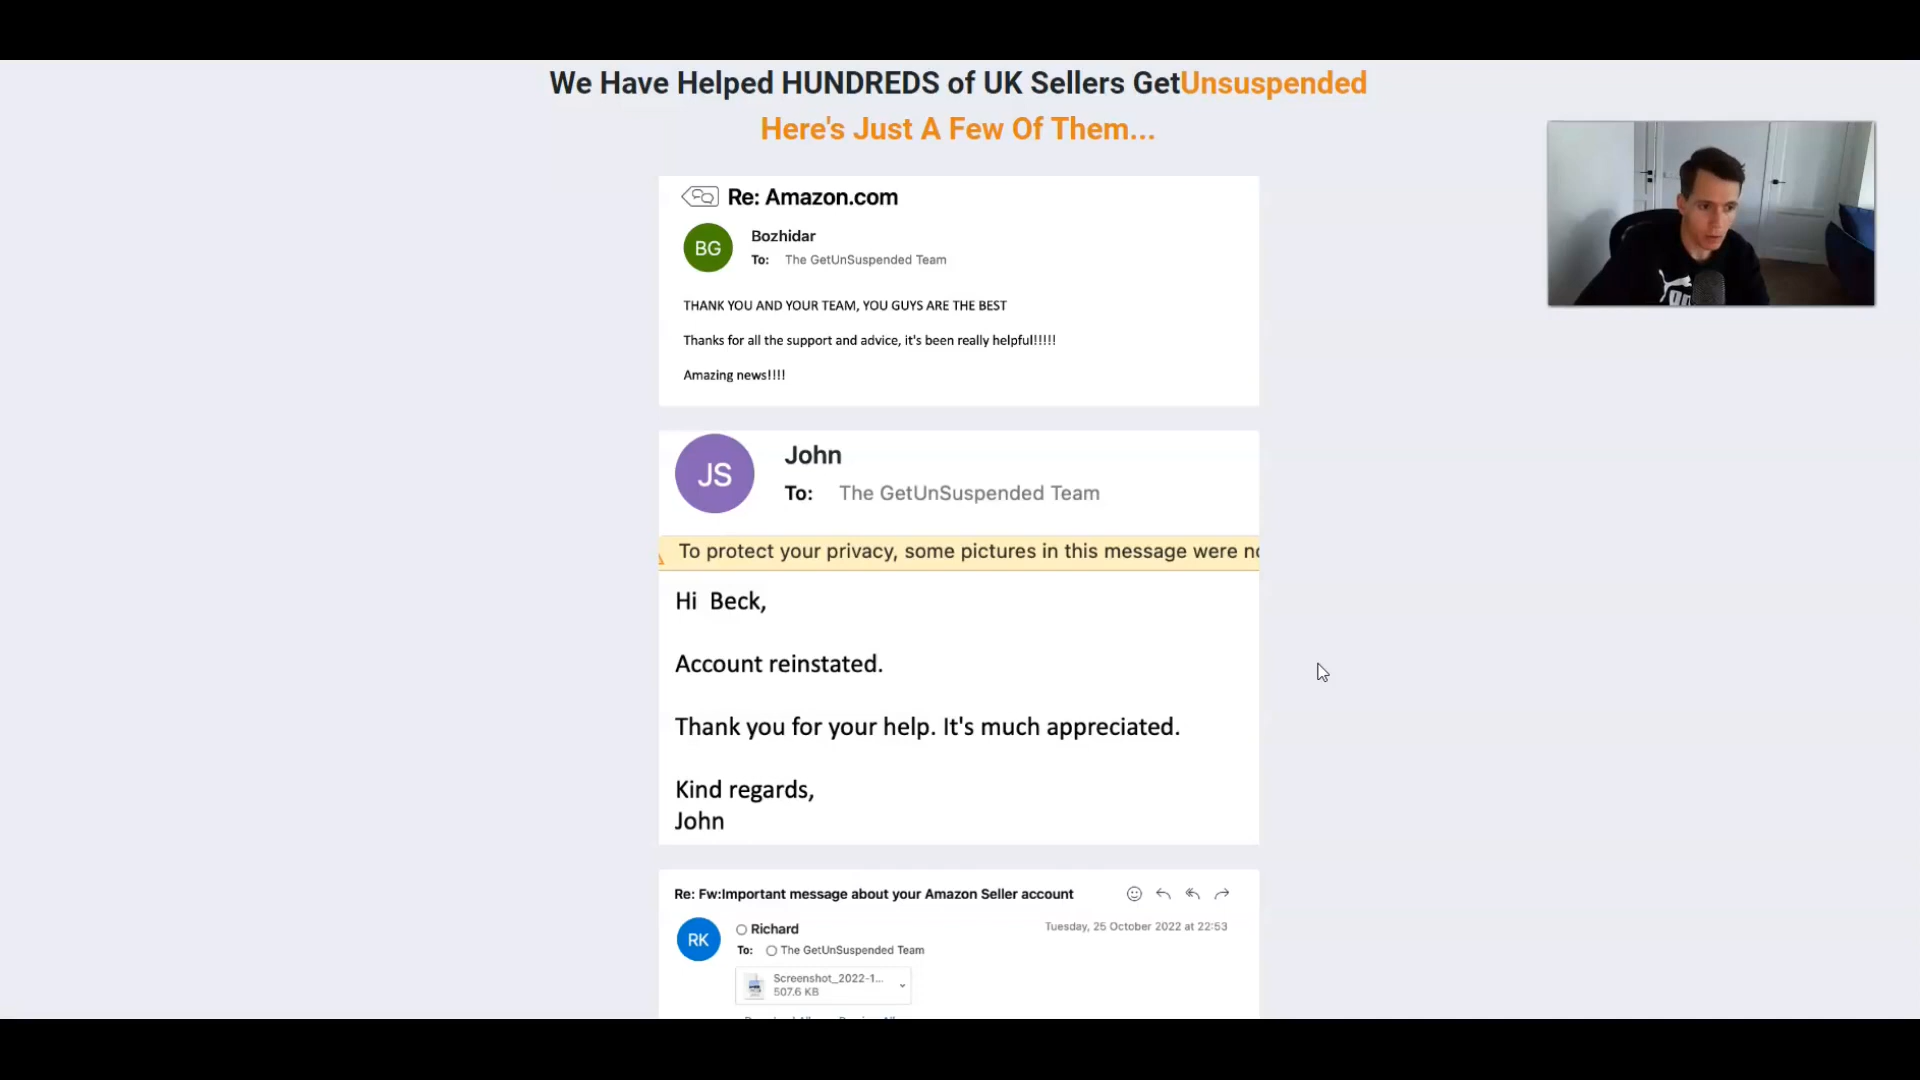 We Have Helped HUNDREDS of UK Sellers GetUnsuspended
Here's Just A Few Of Them...
Re: Amazon.com
BG
Bozhidar
To: The GetUnSuspended Team
THANK YOU AND YOUR TEAM, YOU GUYS ARE THE BEST
Thanks for all the support and advice, it's been really helpful!!!!!
Amazing news!!!!
JS
John
To: The GetUnSuspended Team
To protect your privacy, some pictures in this message were
Hi Beck,
Account reinstated.
Thank you for your help. It's much appreciated.
Kind regards,
John
Re: Fw:Important message about your Amazon Seller account
RK
Richard
Tuesday, 25 October 2022 at 22:53
To: The GetUnSuspended Team
Screenshot_2022-1...
507.6 KB